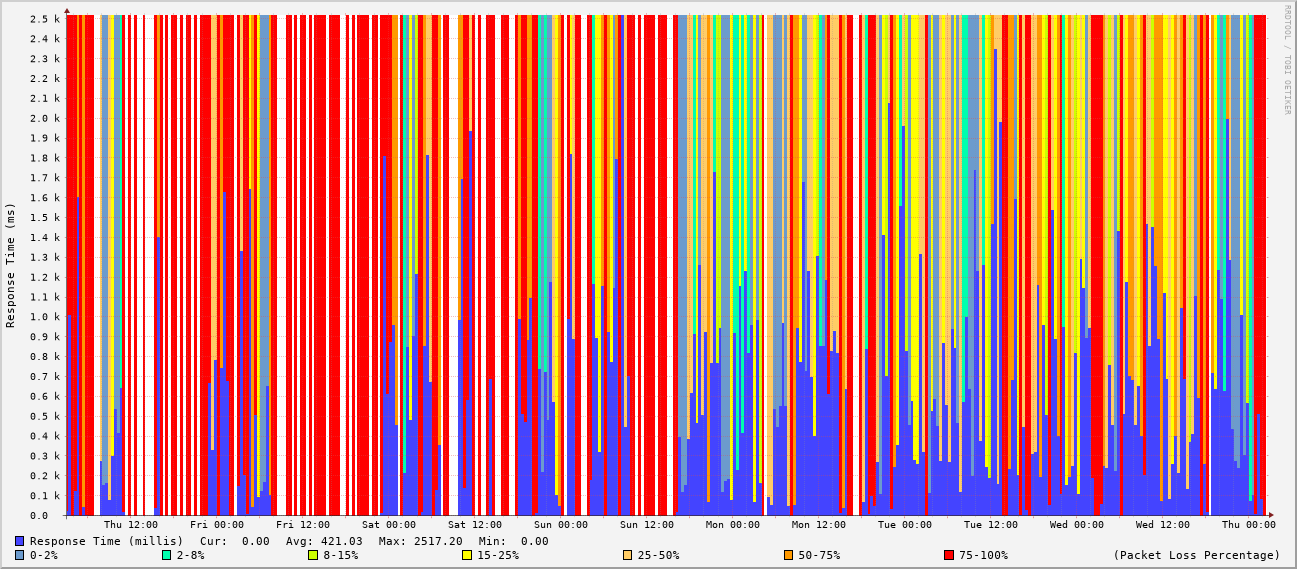 RRDTOOL / TOBI OETIKER
Response Time (ms)
2.5 k
2.4 k
2.3 k
2.2 k
2.1 k
2.0 k
1.9 k
1.8 k
1.7 k
1.6 k
1.5 k
1.4 k
1.3 k
1.2 k
1.1 k
1.0 k
0.9 k
0.8 k
0.7 k
0.6 k
0.5 k
0.4 k
0.3 k
0.2 k
0.1 k
0.0
Thu 12:00 Fri 00:00 Fri 12:00 Sat 00:00 Sat 12:00 Sun 00:00 Sun 12:00 Mon 00:00 Mon 12:00 Tue 00:00 Tue 12:00 Wed 00:00 Wed 12:00 Thu 00:00
Response Time (millis) Cur: 0.00 Avg: 421.03 Max: 2517.20 Min: 0.00
0-2% 2-8% 8-15% 15-25% 25-50% 50-75% 75-100% (Packet Loss Percentage)